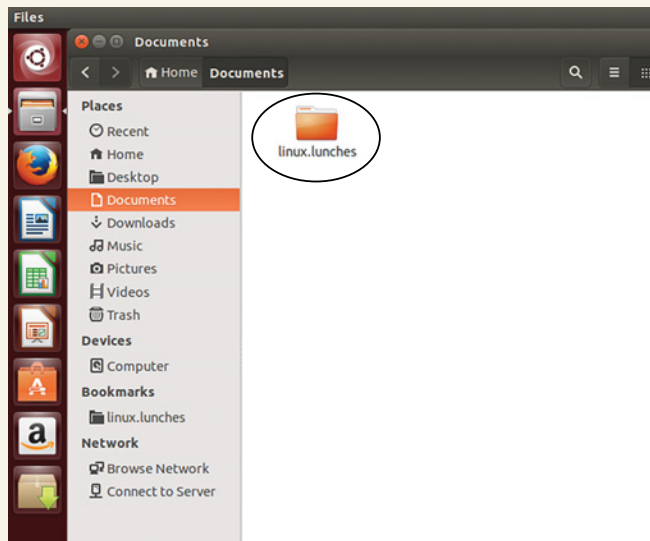 Files
Documents
Home Documents
Places
Recent
Home
Desktop
Documents
Downloads
Music
Pictures
Videos
Trash
Devices
Computer
Bookmarks
linux.lunches
Network
Browse Network
Connect to Server
linux.lunches
a